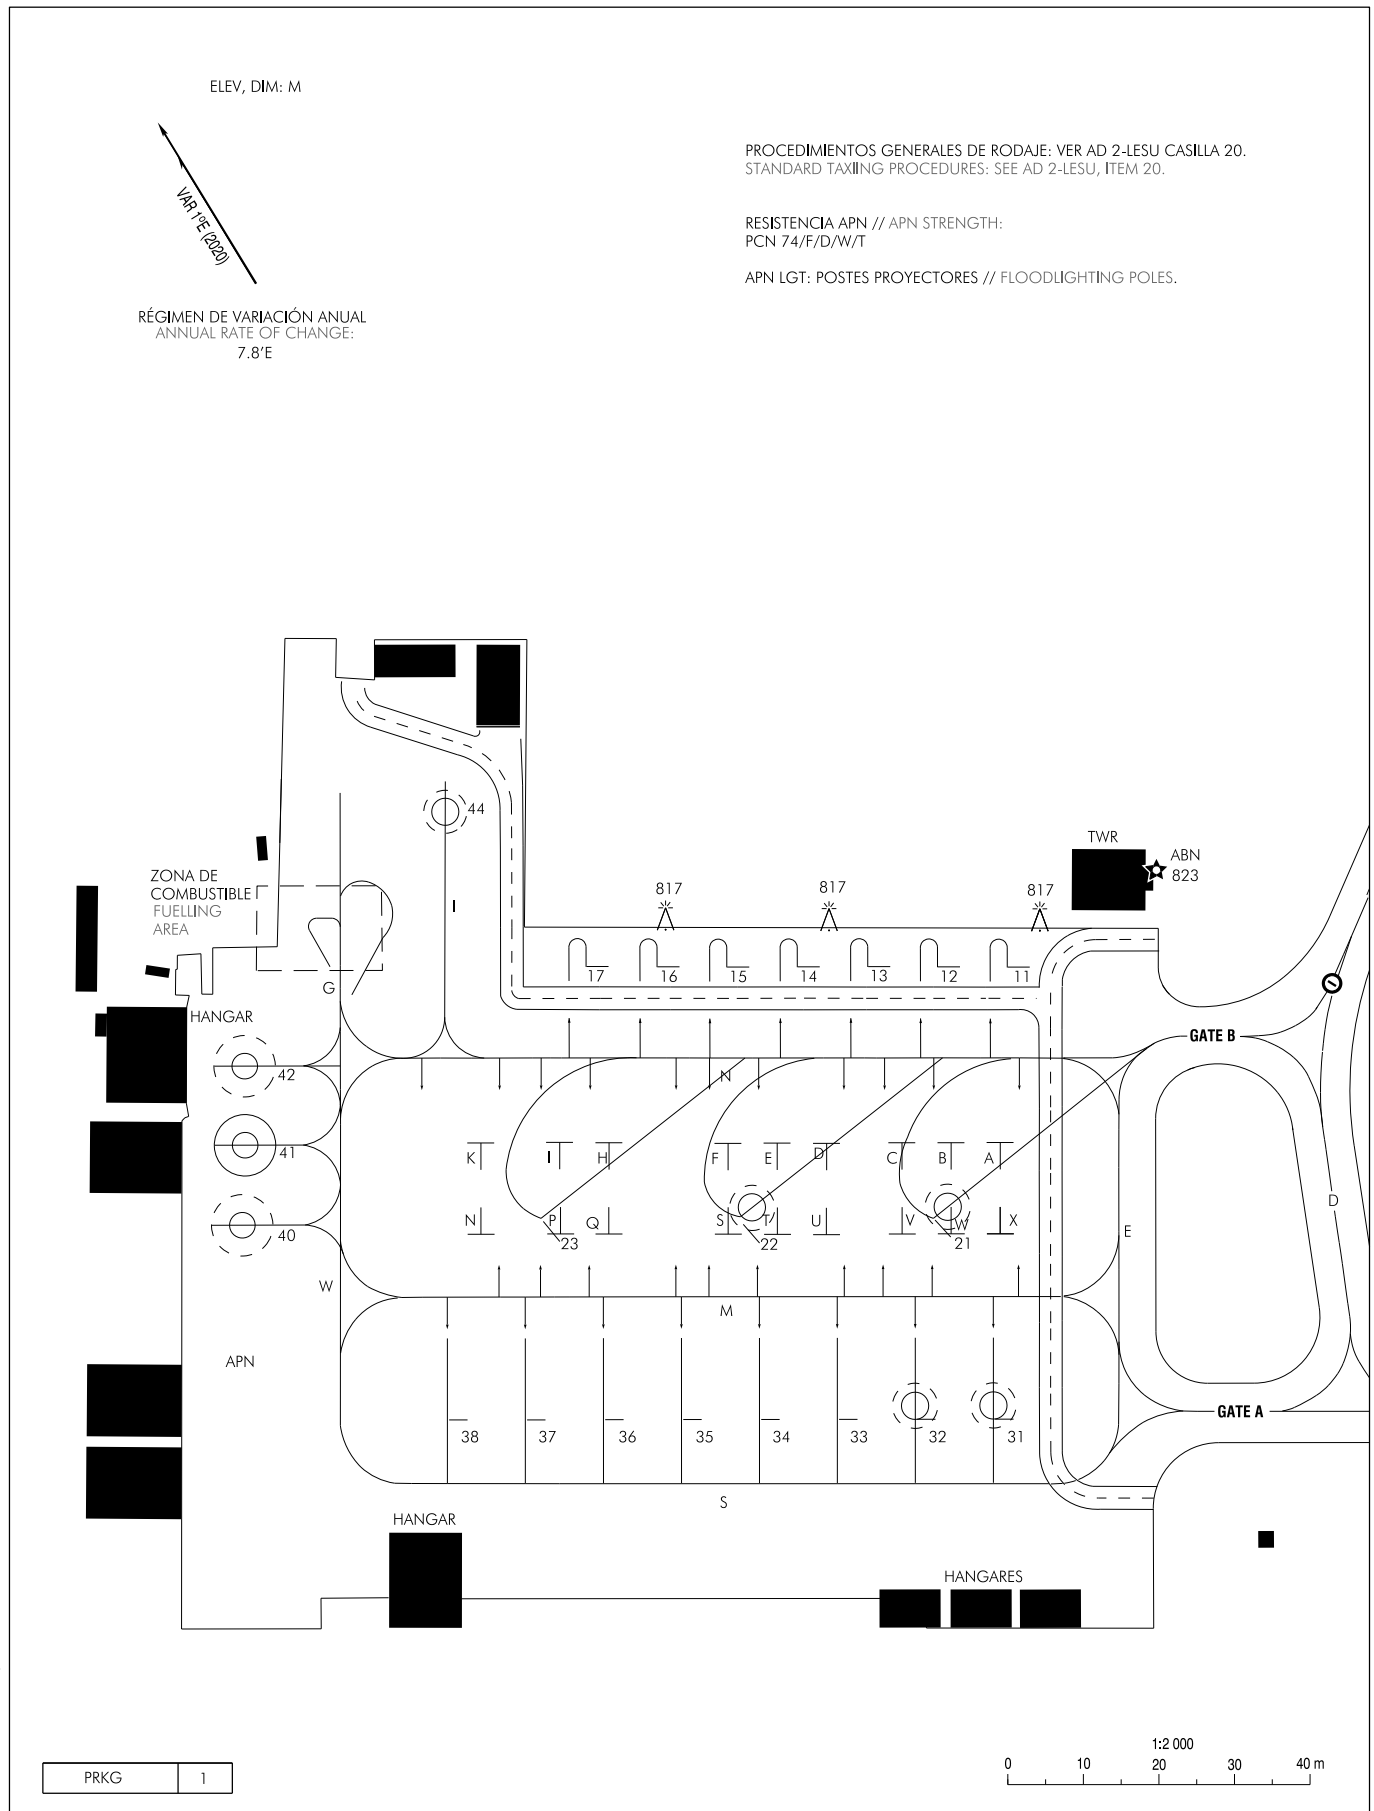 ELEV, DIM: M
VAR 1ºE (2020)
RÉGIMEN DE VARIACIÓN ANUAL
ANNUAL RATE OF CHANGE:
7.8'E
PROCEDIMIENTOS GENERALES DE RODAJE: VER AD 2-LESU CASILLA 20.
STANDARD TAXIING PROCEDURES: SEE AD 2-LESU, ITEM 20.
RESISTENCIA APN // APN STRENGTH:
PCN 74/F/D/W/T
APN LGT: POSTES PROYECTORES // FLOODLIGHTING POLES.
44
TWR
ABN
823
ZONA DE
COMBUSTIBLE
FUELLING
AREA
I
817 817 817
17 16 15 14 13 12 11
G
HANGAR
GATE B
42
N
41
K I H F E D C B A
D
N P Q S T U V W X
E
40
23 22 21
W
M
APN
GATE A
38 37 36 35 34 33 32 31
S
HANGAR
HANGARES
1:2 000
0 10 20 30 40 m
PRKG 1